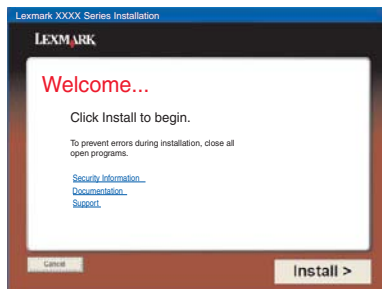 Lexmark XXXX Series Installation
LEXMARK
Welcome...
Click Install to begin.
To prevent errors during installation, close all
open programs.
Security Information
Documentation
Support
Cancel
Install >